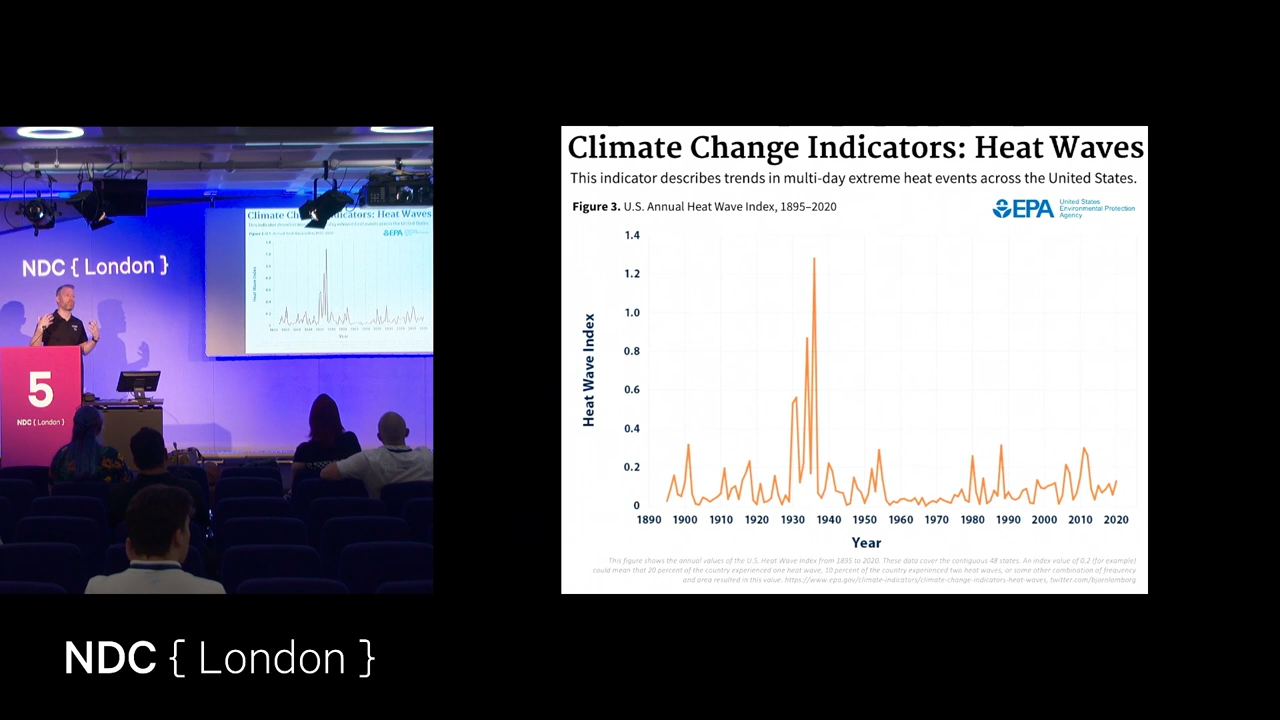 NDC { London }
5
NDC { London }
Climate Change Indicators: Heat Waves
This indicator describes trends in multi-day extreme heat events across the United States.
Figure 3. U.S. Annual Heat Wave Index, 1895–2020
EPA
United States
Environmental Protection
Agency
Heat Wave Index
1.4
1.2
1.0
0.8
0.6
0.4
0.2
0
1890 1900 1910 1920 1930 1940 1950 1960 1970 1980 1990 2000 2010 2020
Year
This figure shows the annual values of the U.S. Heat Wave Index from 1895 to 2020. These data cover the contiguous 48 states. An index value of 0.2 (for example)
could mean that 20 percent of the country experienced one heat wave, 10 percent of the country experienced two heat waves, or some other combination of frequency
and area resulted in this value. https://www.epa.gov/climate-indicators/climate-change-indicators-heat-waves, twitter.com/bjornlomborg
NDC { London }